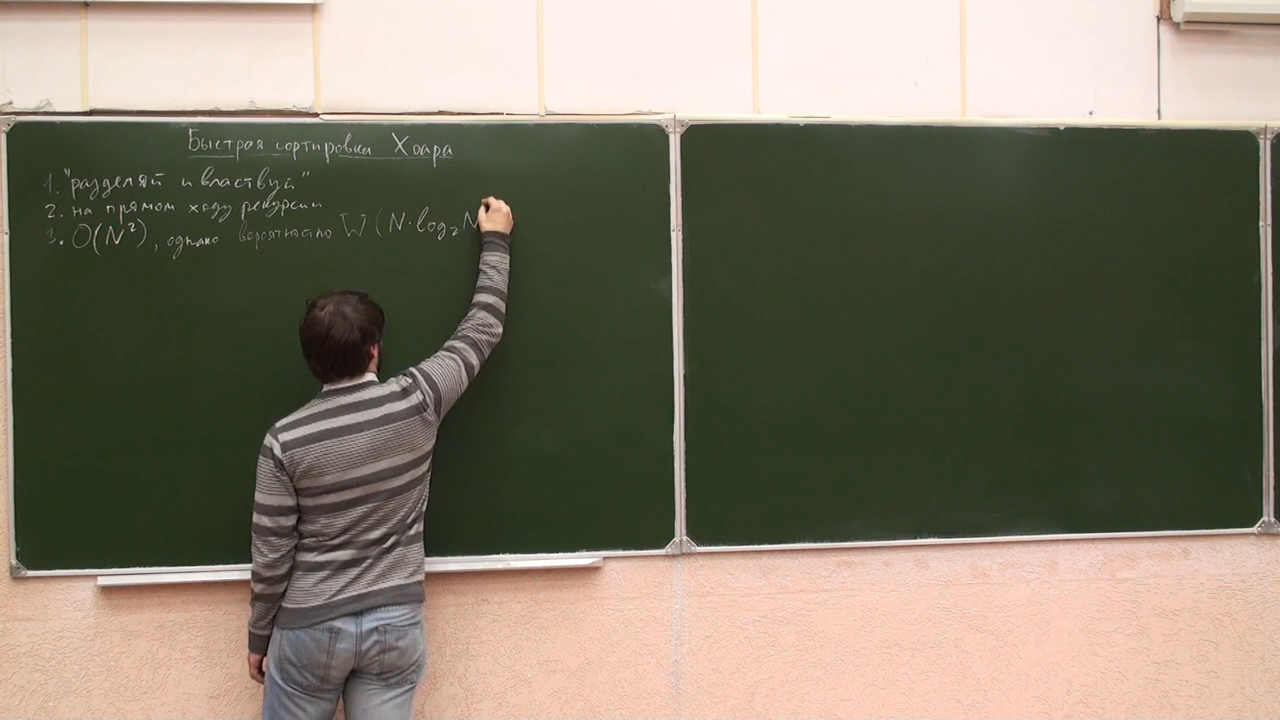 Быстрая сортировка Хоара
1. "разделяй и властвуй"
2. на прямом ходу рекурсии
3. O(N²), однако вероятностно W(N·log₂N